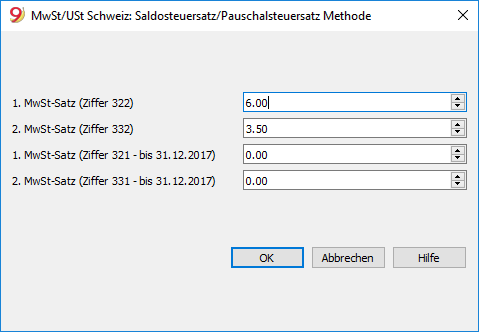 9 MwSt/USt Schweiz: Saldosteuersatz/Pauschalsteuersatz Methode
1. MwSt-Satz (Ziffer 322) 6.00
2. MwSt-Satz (Ziffer 332) 3.50
1. MwSt-Satz (Ziffer 321 - bis 31.12.2017) 0.00
2. MwSt-Satz (Ziffer 331 - bis 31.12.2017) 0.00
OK Abbrechen Hilfe